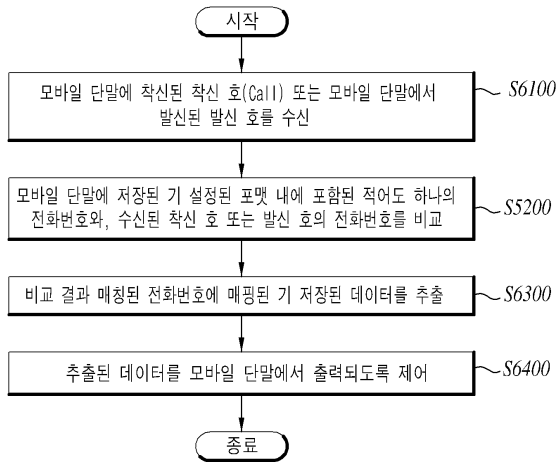 시작
모바일 단말에 착신된 착신 호(Call) 또는 모바일 단말에서
발신된 발신 호를 수신
S6100
모바일 단말에 저장된 기 설정된 포맷 내에 포함된 적어도 하나의
전화번호와, 수신된 착신 호 또는 발신 호의 전화번호를 비교
S5200
비교 결과 매칭된 전화번호에 매핑된 기 저장된 데이터를 추출
S6300
추출된 데이터를 모바일 단말에서 출력되도록 제어
S6400
종료